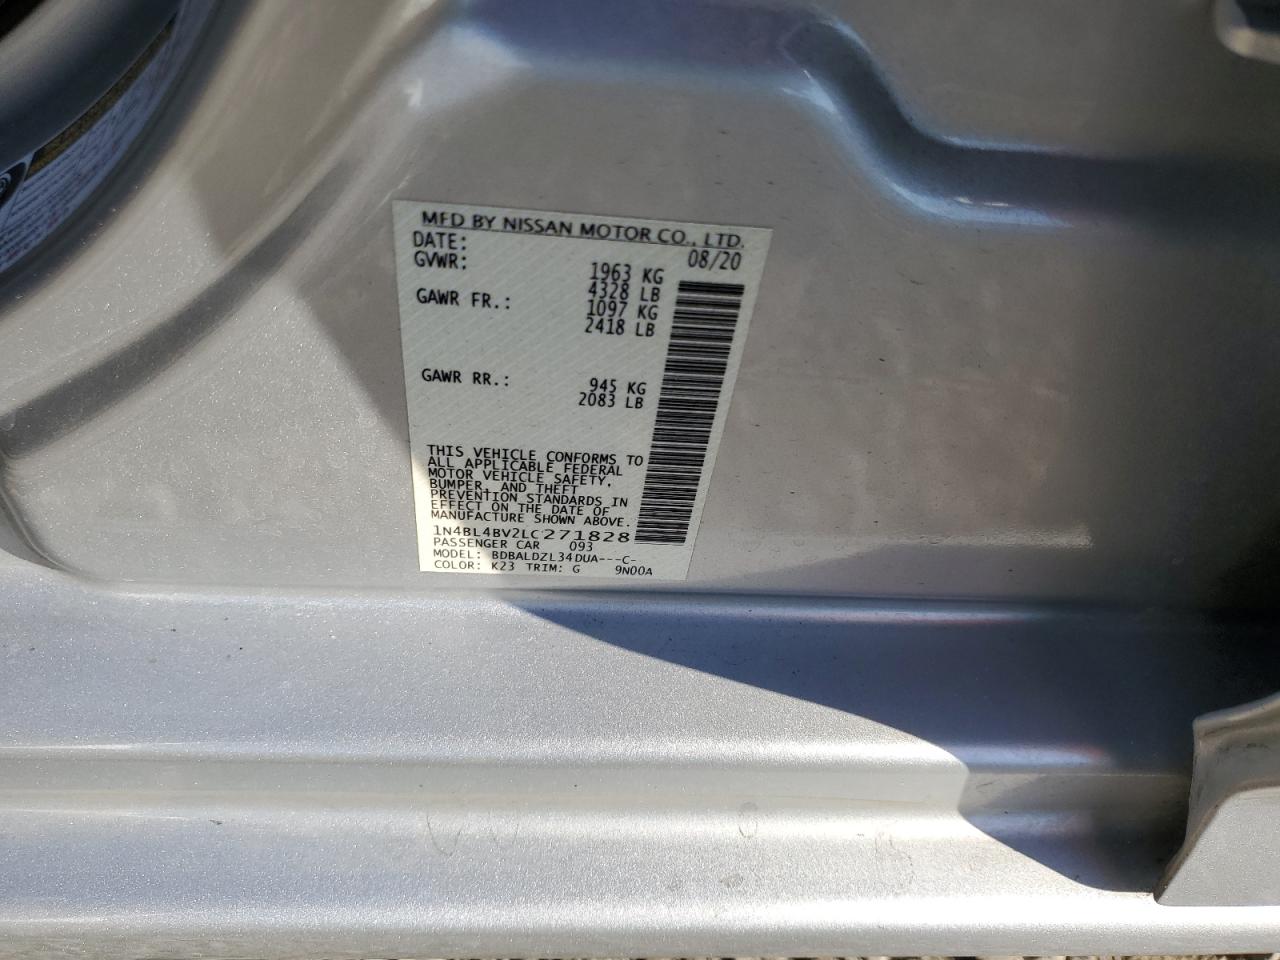 MFD BY NISSAN MOTOR CO., LTD.
DATE: 08/20
GVWR: 1963 KG
4328 LB
GAWR FR.: 1097 KG
2418 LB
GAWR RR.: 945 KG
2083 LB
THIS VEHICLE CONFORMS TO
ALL APPLICABLE FEDERAL
MOTOR VEHICLE SAFETY,
BUMPER, AND THEFT
PREVENTION STANDARDS IN
EFFECT ON THE DATE OF
MANUFACTURE SHOWN ABOVE.
1N4BL4BV2LC271828
PASSENGER CAR 093
MODEL: BDBALDZL34DUA---C-
COLOR: K23 TRIM: G 9N00A